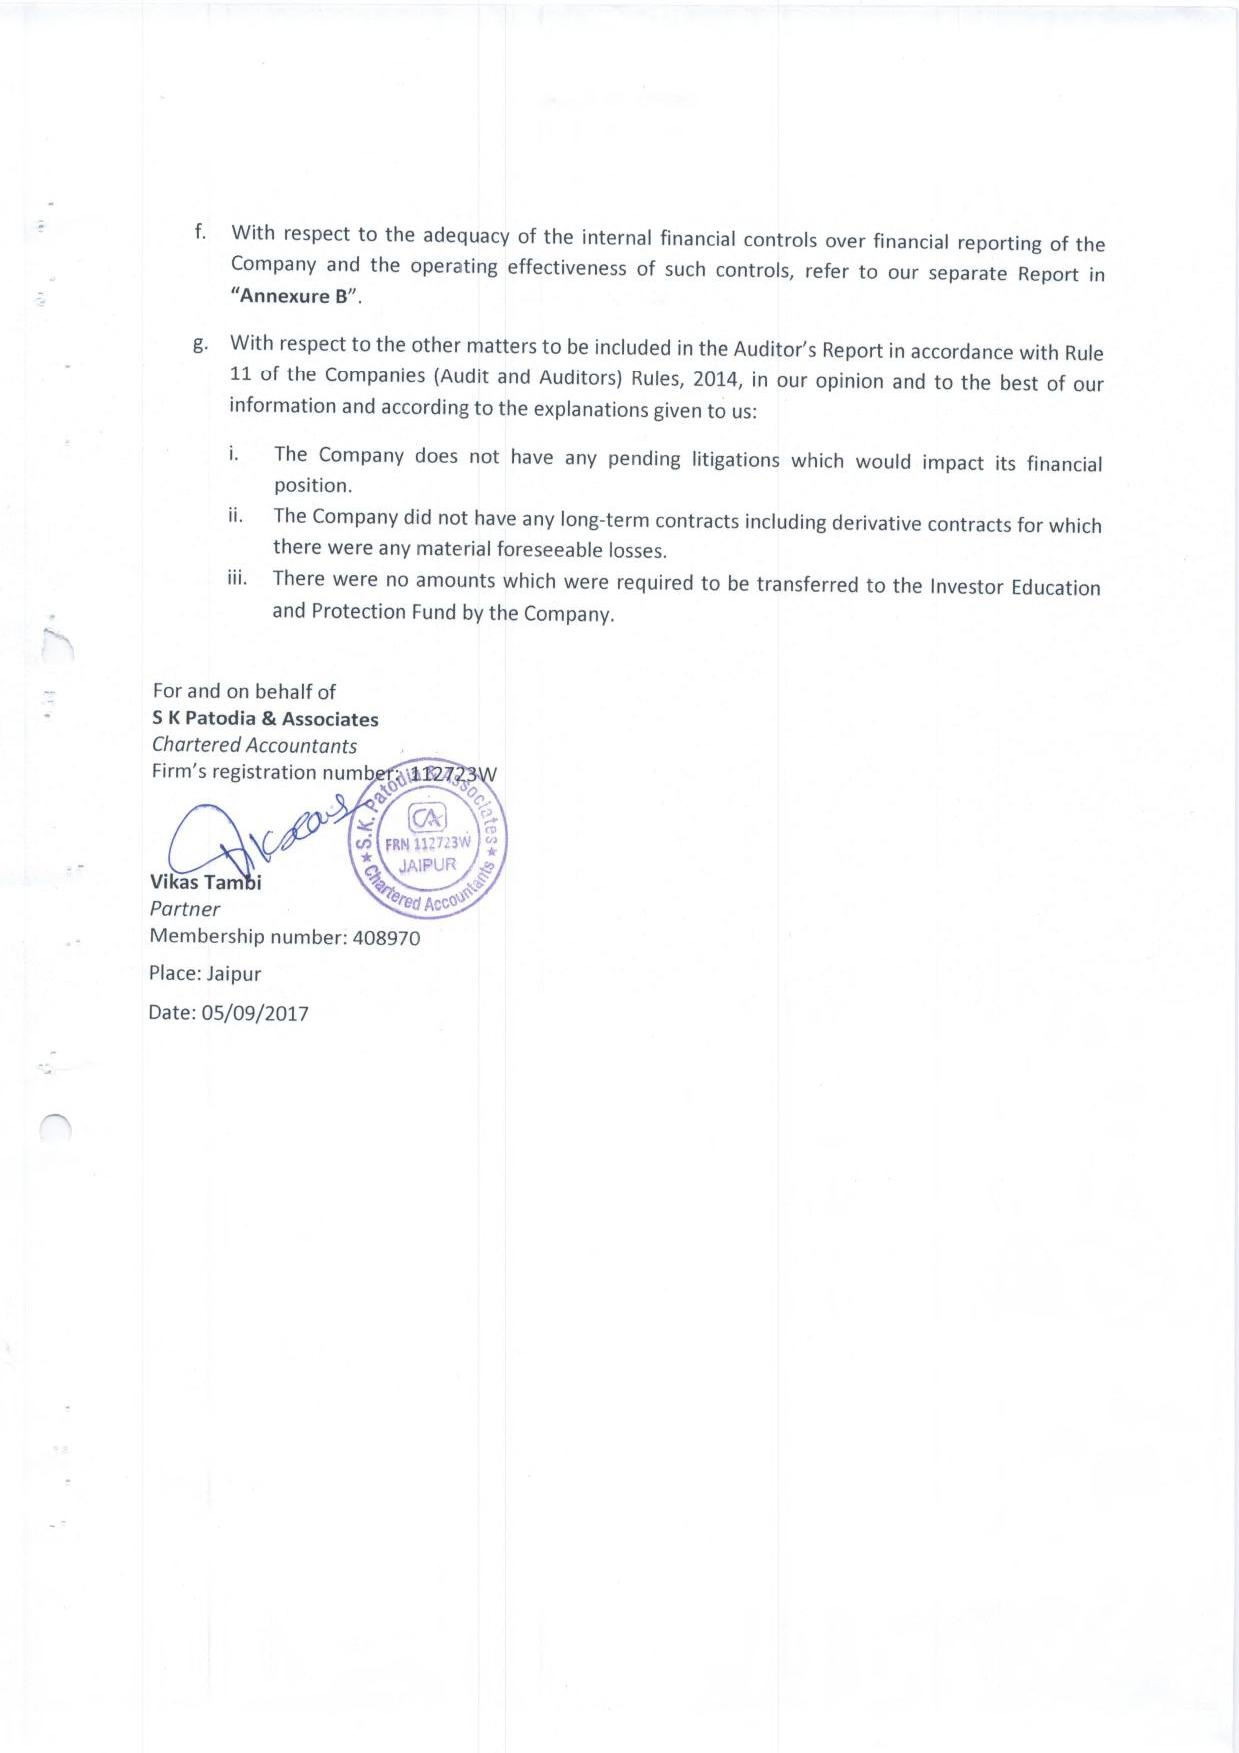 f. With respect to the adequacy of the internal financial controls over financial reporting of the
Company and the operating effectiveness of such controls, refer to our separate Report in
“Annexure B”.
g. With respect to the other matters to be included in the Auditor’s Report in accordance with Rule
11 of the Companies (Audit and Auditors) Rules, 2014, in our opinion and to the best of our
information and according to the explanations given to us:
i. The Company does not have any pending litigations which would impact its financial
position.
ii. The Company did not have any long-term contracts including derivative contracts for which
there were any material foreseeable losses.
iii. There were no amounts which were required to be transferred to the Investor Education
and Protection Fund by the Company.
For and on behalf of
S K Patodia & Associates
Chartered Accountants
Firm’s registration number: 112723W
S.K. Patodia & Associates
CA
FRN 112723W
JAIPUR
★ Chartered Accountants ★
Vikas Tambi
Partner
Membership number: 408970
Place: Jaipur
Date: 05/09/2017